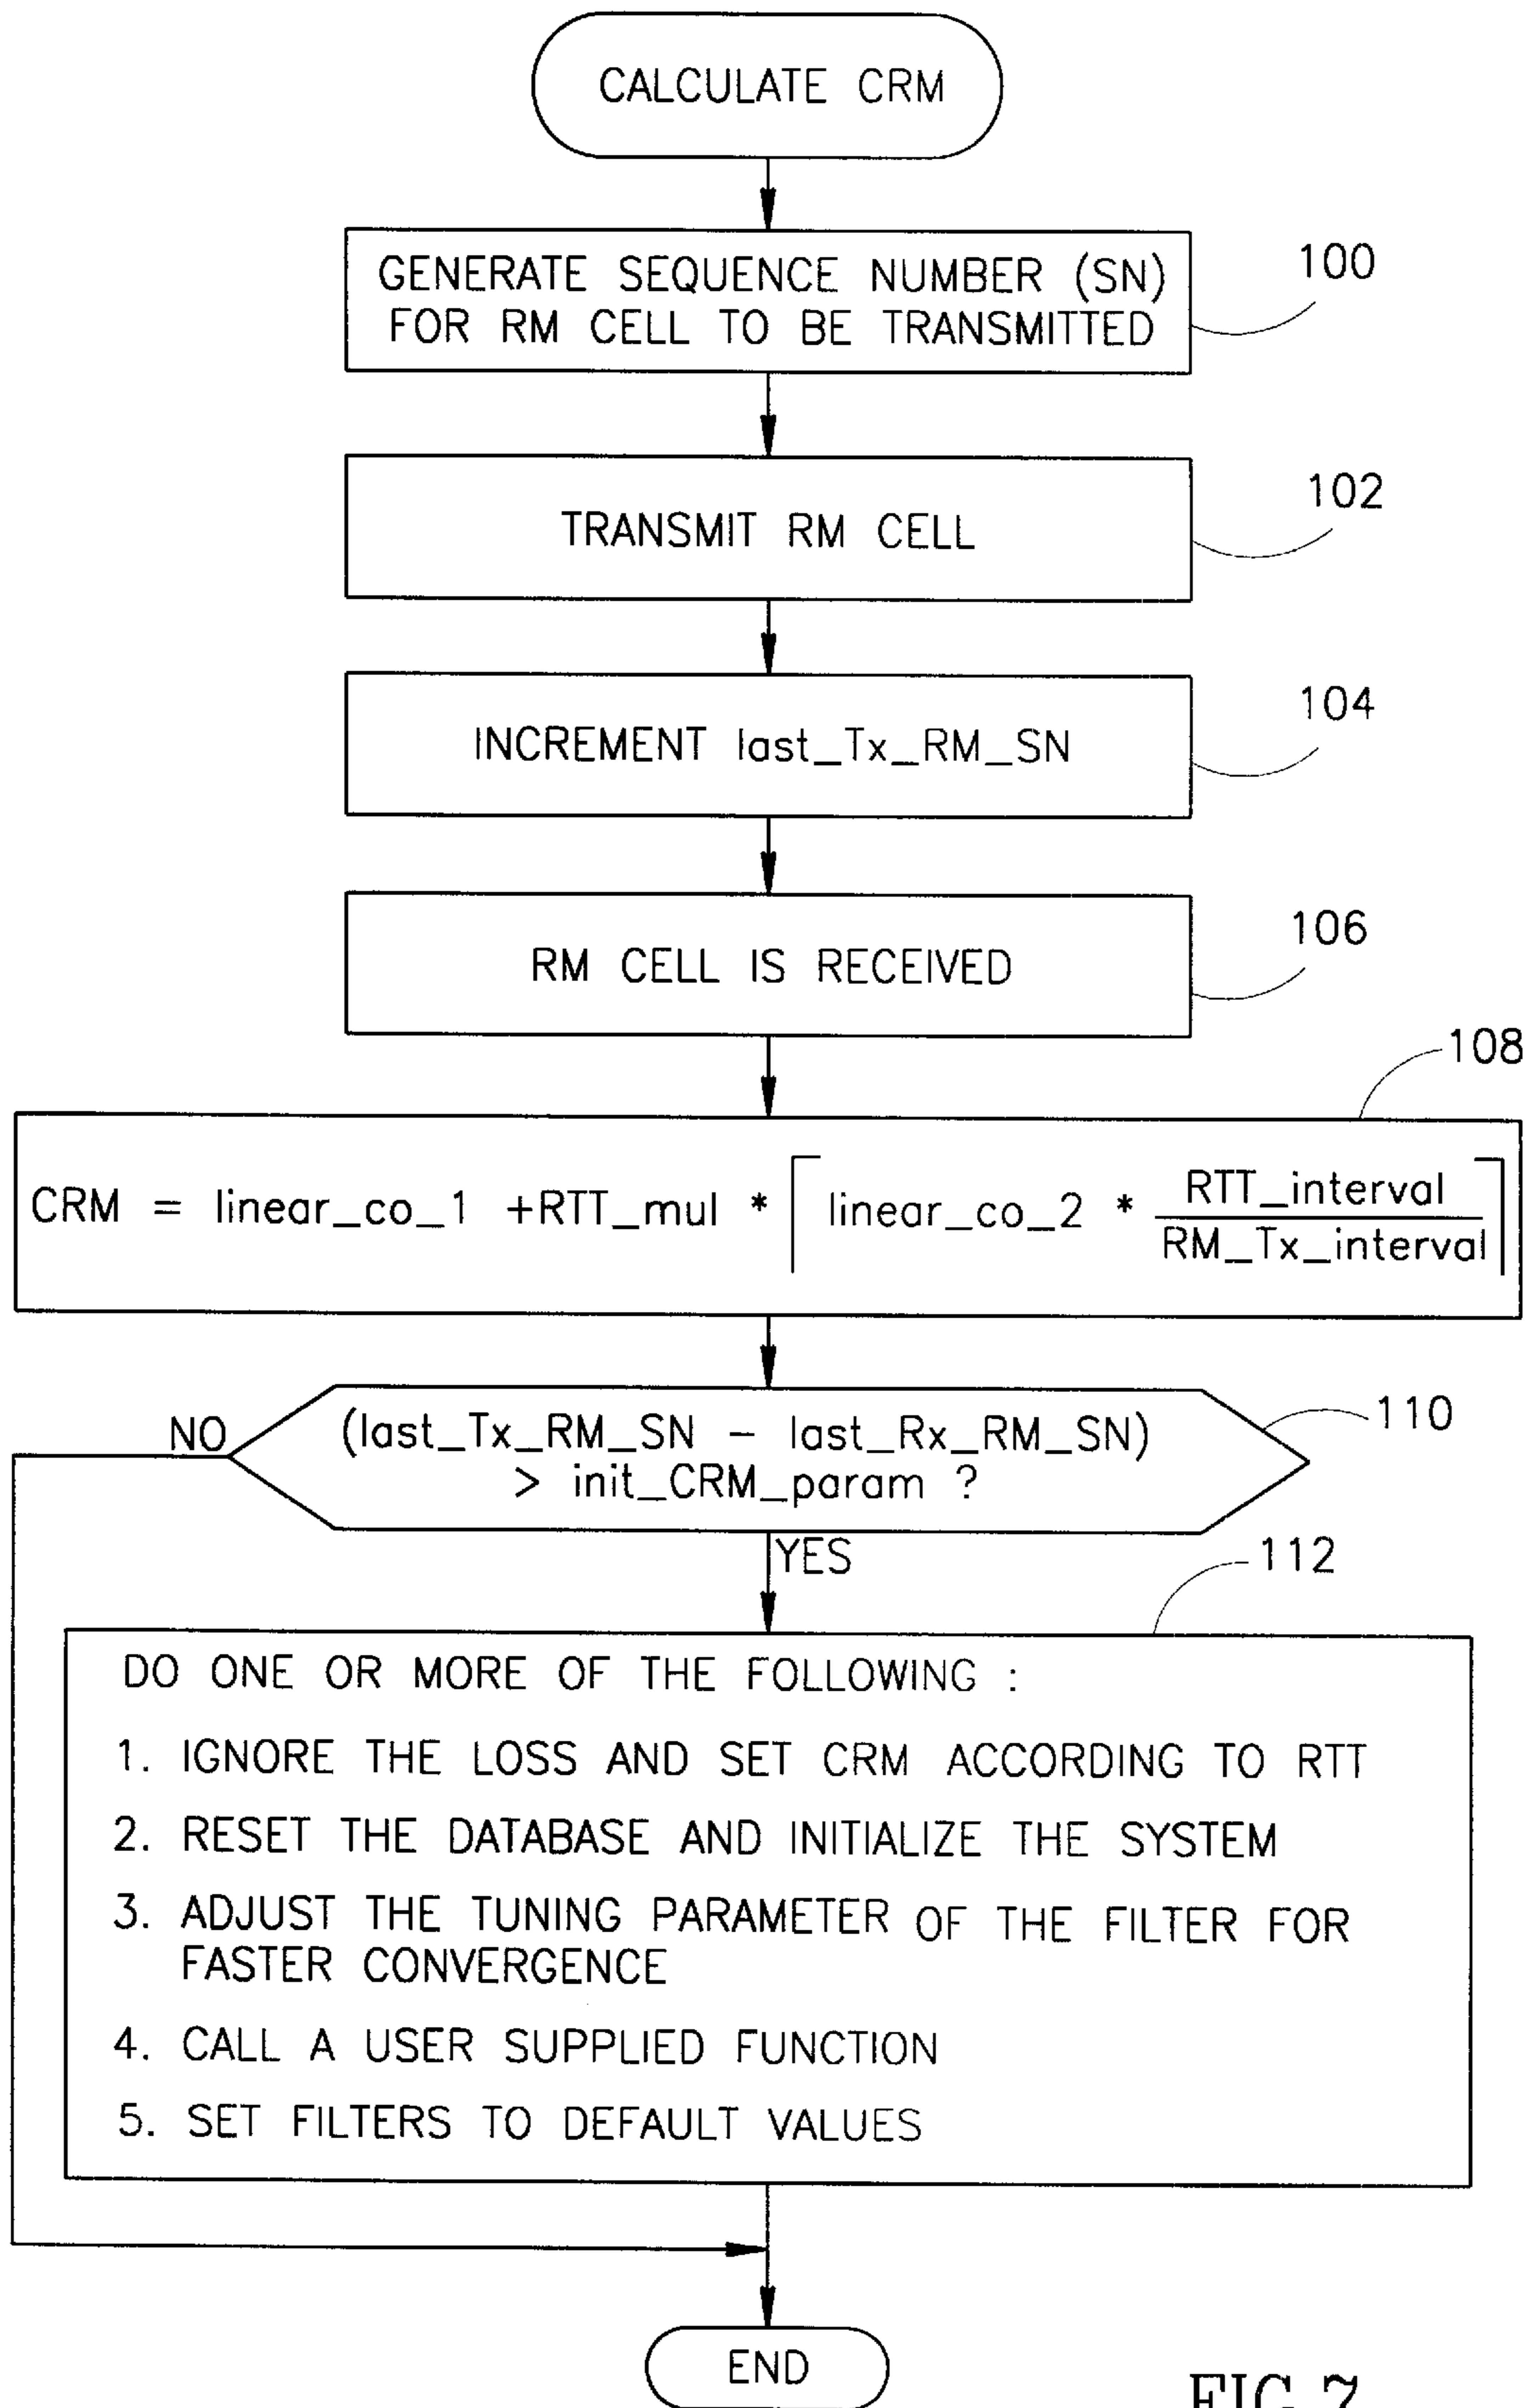 CALCULATE CRM
GENERATE SEQUENCE NUMBER (SN)
FOR RM CELL TO BE TRANSMITTED
100
TRANSMIT RM CELL
102
INCREMENT last_Tx_RM_SN
104
RM CELL IS RECEIVED
106
108
CRM = linear_co_1 +RTT_mul * ⌈ linear_co_2 * RTT_interval / RM_Tx_interval ⌉
110
(last_Tx_RM_SN – last_Rx_RM_SN)
> init_CRM_param ?
NO
YES
112
DO ONE OR MORE OF THE FOLLOWING :
1. IGNORE THE LOSS AND SET CRM ACCORDING TO RTT
2. RESET THE DATABASE AND INITIALIZE THE SYSTEM
3. ADJUST THE TUNING PARAMETER OF THE FILTER FOR
FASTER CONVERGENCE
4. CALL A USER SUPPLIED FUNCTION
5. SET FILTERS TO DEFAULT VALUES
END
FIG.7